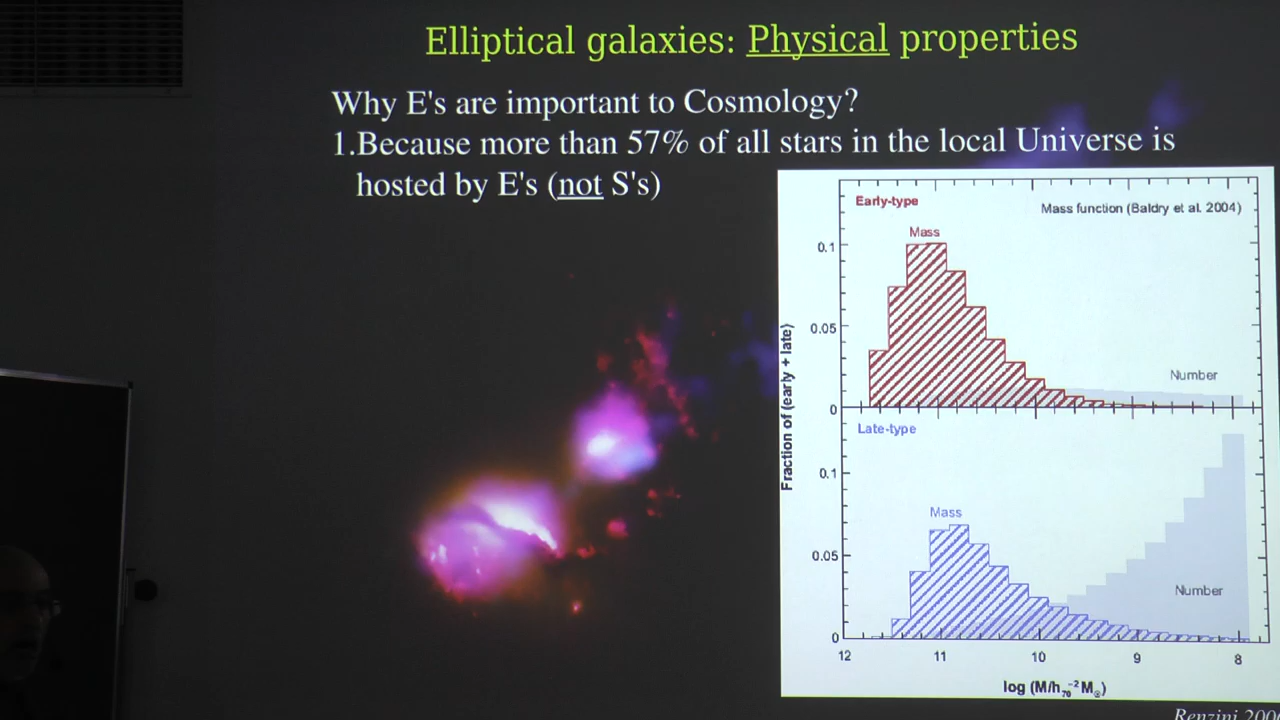 Elliptical galaxies: Physical properties
Why E's are important to Cosmology?
1.Because more than 57% of all stars in the local Universe is
hosted by E's (not S's)
Early-type
Mass function (Baldry et al. 2004)
Mass
0.1
0.05
Number
0
Fraction of (early + late)
Late-type
0.1
Mass
0.05
Number
0
12 11 10 9 8
log (M/h₇₀⁻²M☉)
Renzini